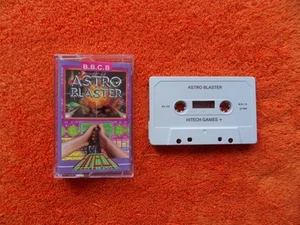 B.B.C.B
ASTRO
BLASTER
ASTRO BLASTER
HITECH GAMES +